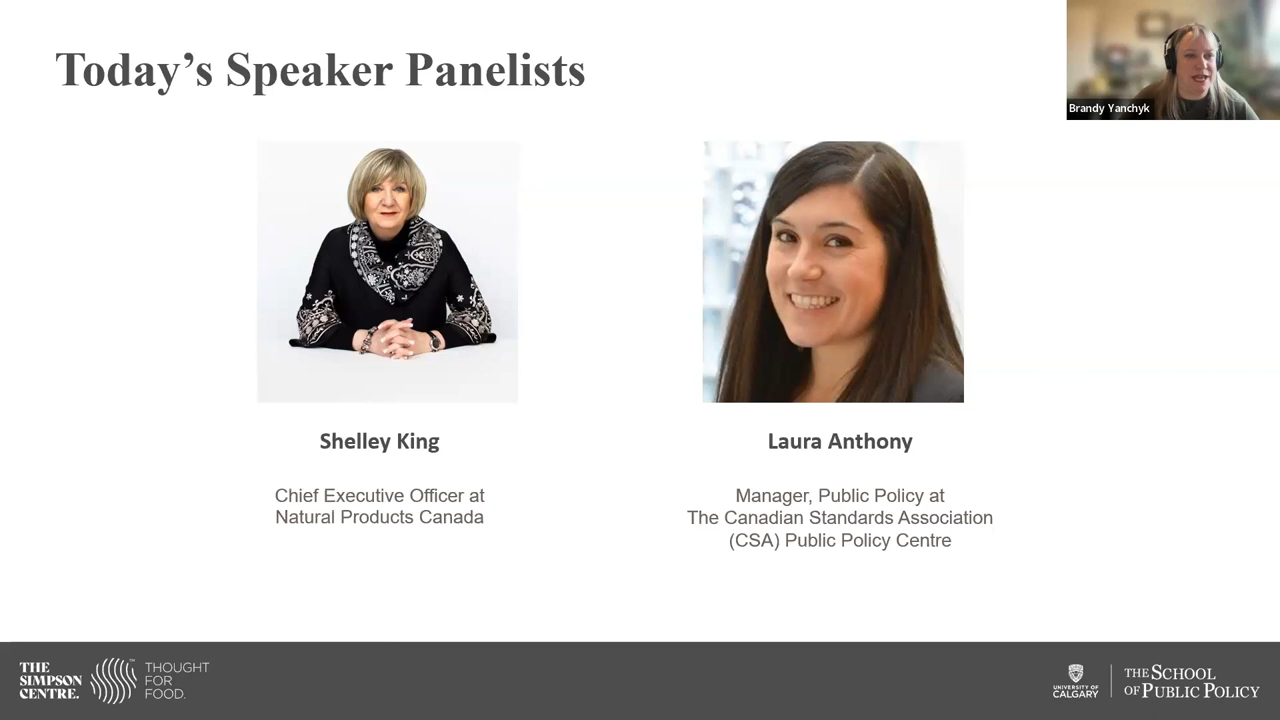 Today’s Speaker Panelists
Brandy Yanchyk
Shelley King
Chief Executive Officer at
Natural Products Canada
Laura Anthony
Manager, Public Policy at
The Canadian Standards Association
(CSA) Public Policy Centre
THE
SIMPSON
CENTRE.
™
THOUGHT
FOR
FOOD.
UNIVERSITY OF
CALGARY
THE SCHOOL
OF PUBLIC POLICY